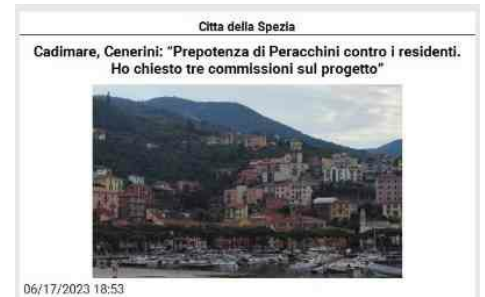 Citta della Spezia
Cadimare, Cenerini: “Prepotenza di Peracchini contro i residenti.
Ho chiesto tre commissioni sul progetto”
06/17/2023 18:53